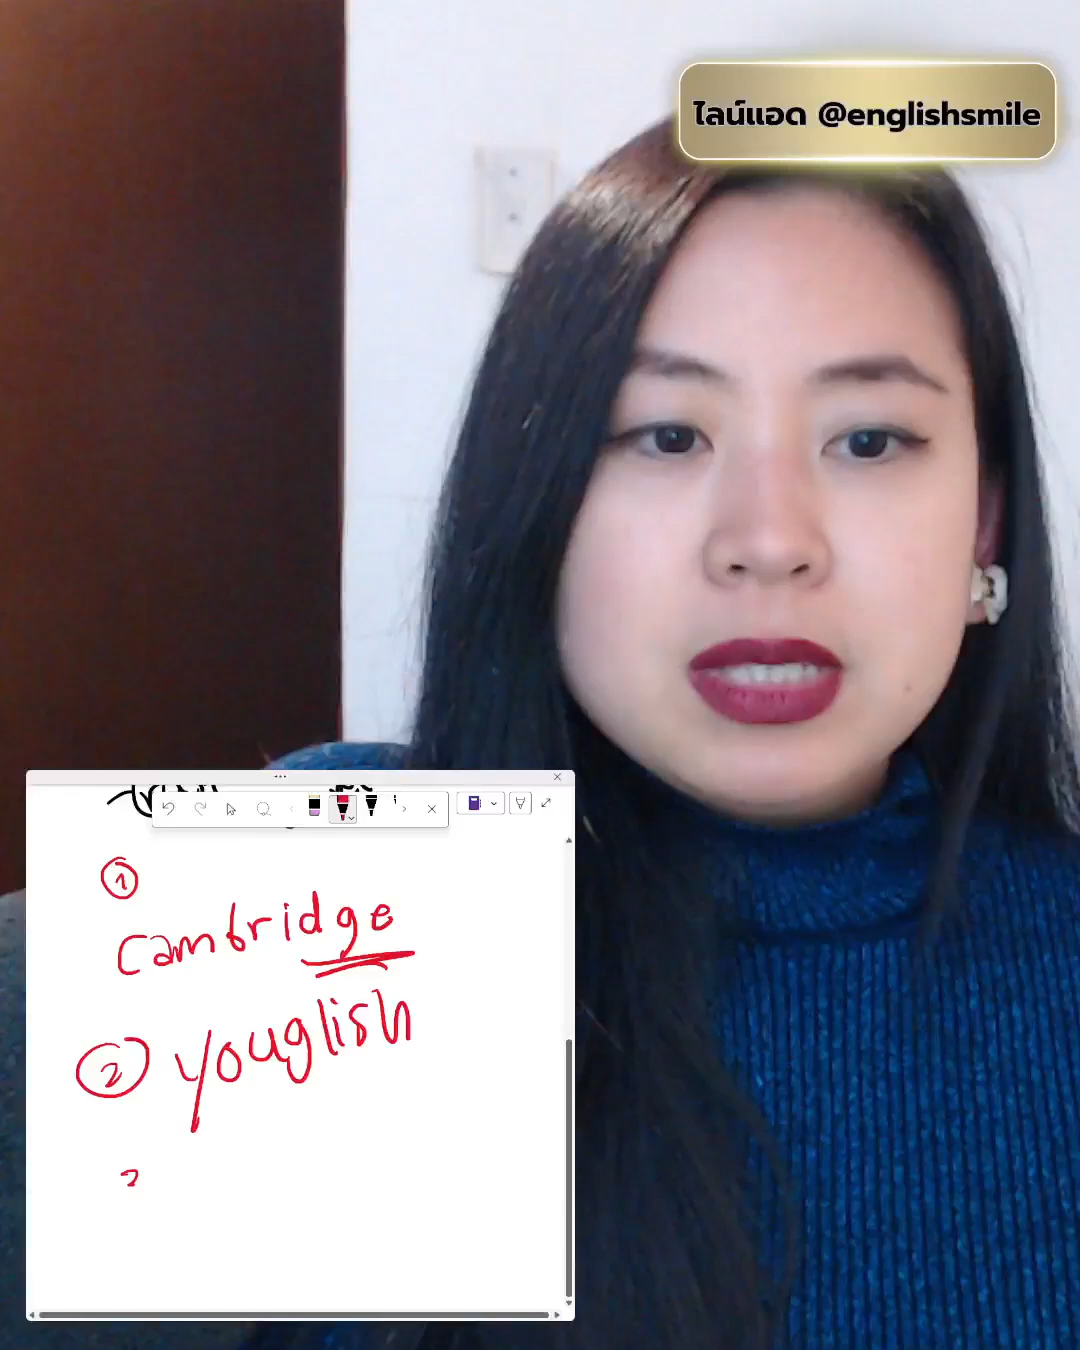 ไลน์แอด @englishsmile
1
Cambridge
2 Youglish